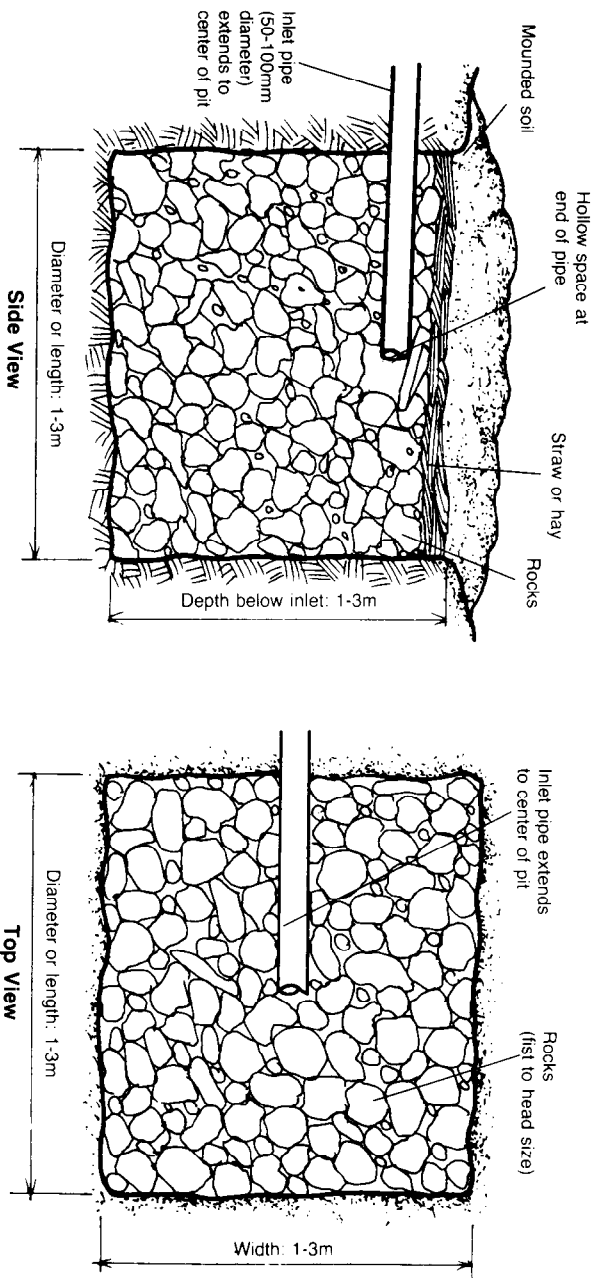 Mounded soil
Hollow space at
end of pipe
Straw or hay
Rocks
Inlet pipe
(50-100mm
diameter)
extends to
center of pit
Depth below inlet: 1-3m
Diameter or length: 1-3m
Side View
Inlet pipe extends
to center of pit
Rocks
(fist to head size)
Width: 1-3m
Diameter or length: 1-3m
Top View